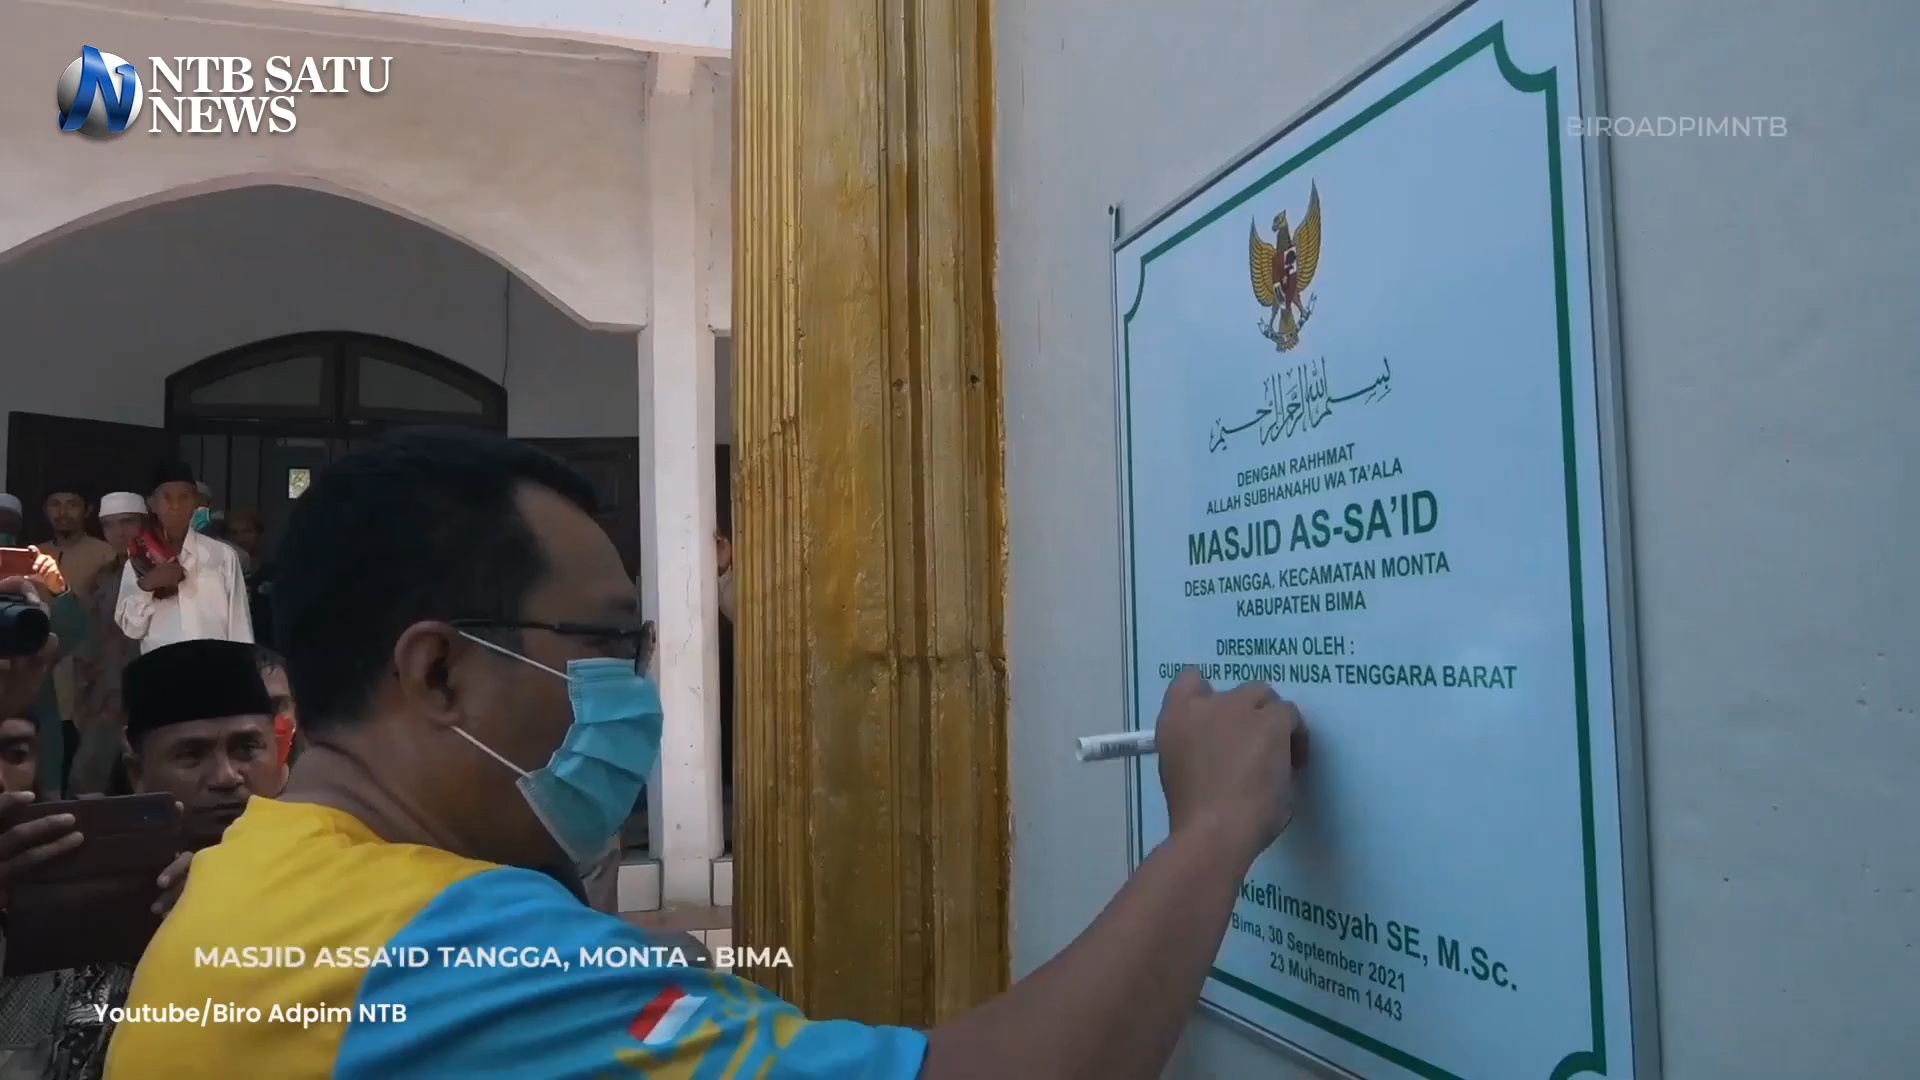 NTB SATU
NEWS
BIROADPIMNTB
بسم الله الرحمن الرحيم
DENGAN RAHHMAT
ALLAH SUBHANAHU WA TA'ALA
MASJID AS-SA'ID
DESA TANGGA. KECAMATAN MONTA
KABUPATEN BIMA
DIRESMIKAN OLEH :
PROVINSI NUSA TENGGARA BARAT
kieflimansyah SE, M.Sc.
Bima, 30 September 2021
23 Muharram 1443
MASJID ASSA'ID TANGGA, MONTA - BIMA
Youtube/Biro Adpim NTB